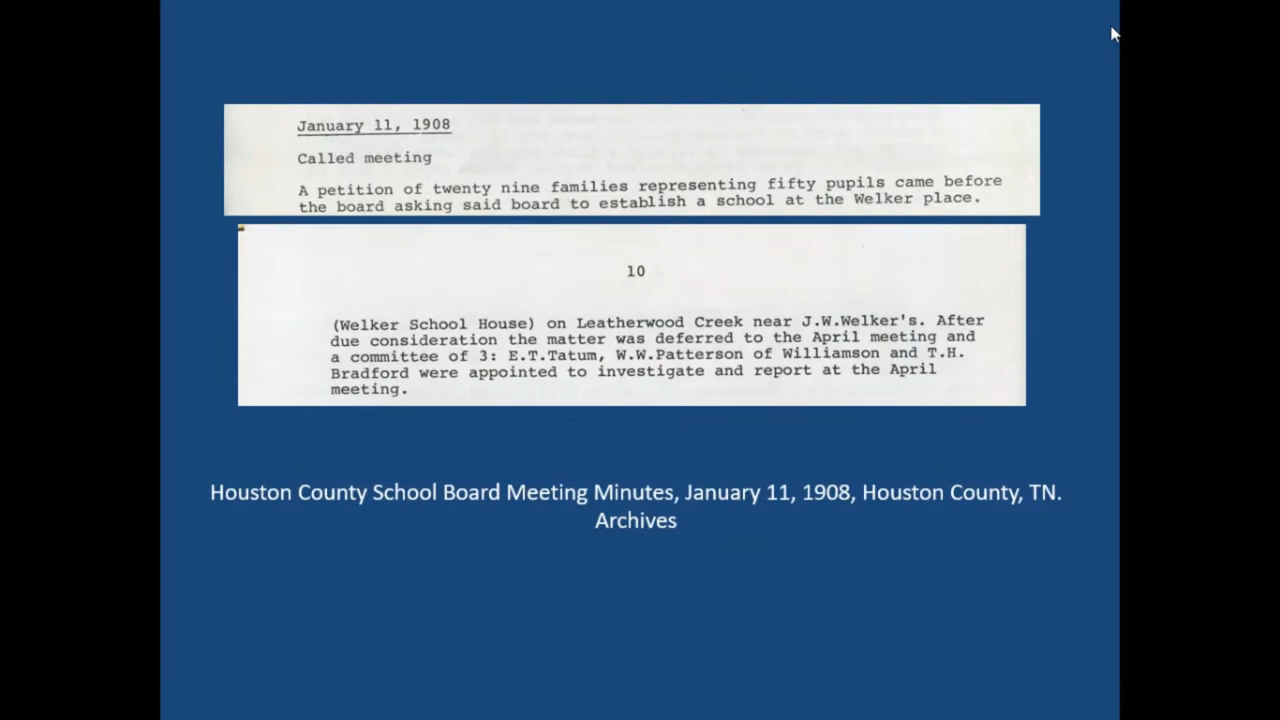 January 11, 1908
Called meeting
A petition of twenty nine families representing fifty pupils came before
the board asking said board to establish a school at the Welker place.
10
(Welker School House) on Leatherwood Creek near J.W.Welker's. After
due consideration the matter was deferred to the April meeting and
a committee of 3: E.T.Tatum, W.W.Patterson of Williamson and T.H.
Bradford were appointed to investigate and report at the April
meeting.
Houston County School Board Meeting Minutes, January 11, 1908, Houston County, TN.
Archives